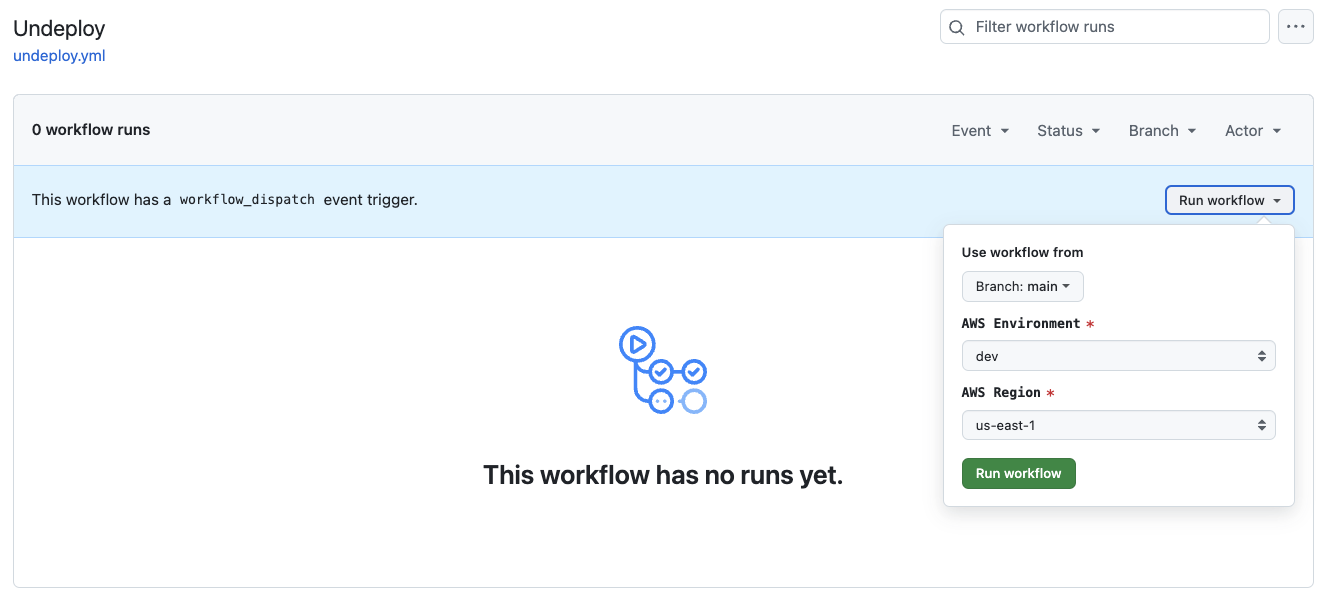 Undeploy
undeploy.yml
Filter workflow runs
0 workflow runs
Event
Status
Branch
Actor
This workflow has a workflow_dispatch event trigger.
Run workflow
Use workflow from
Branch: main
AWS Environment *
dev
AWS Region *
us-east-1
Run workflow
This workflow has no runs yet.